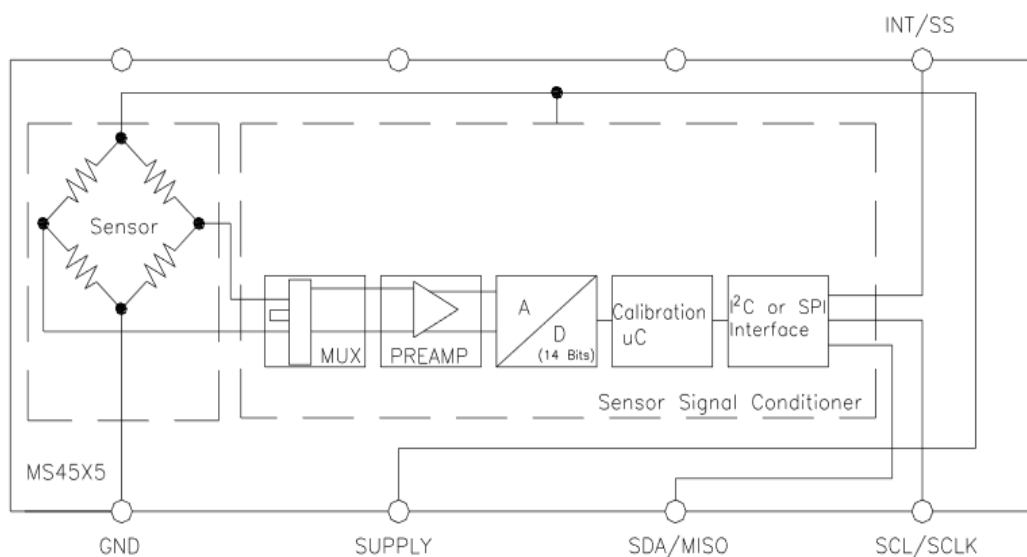 INT/SS
Sensor
MUX
PREAMP
A
D
(14 Bits)
Calibration
uC
I²C or SPI
Interface
Sensor Signal Conditioner
MS45X5
GND
SUPPLY
SDA/MISO
SCL/SCLK